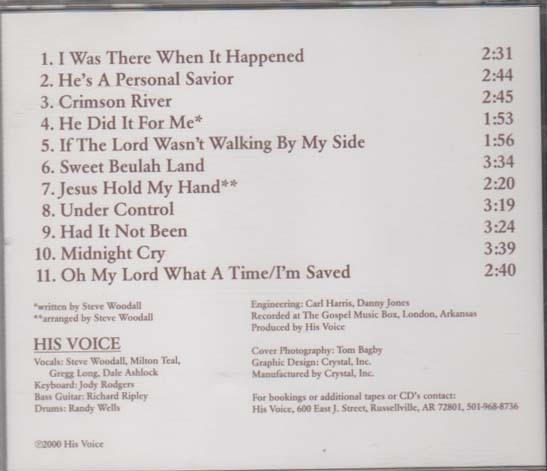 1. I Was There When It Happened 2:31
2. He's A Personal Savior 2:44
3. Crimson River 2:45
4. He Did It For Me* 1:53
5. If The Lord Wasn't Walking By My Side 1:56
6. Sweet Beulah Land 3:34
7. Jesus Hold My Hand** 2:20
8. Under Control 3:19
9. Had It Not Been 3:24
10. Midnight Cry 3:39
11. Oh My Lord What A Time/I'm Saved 2:40
*written by Steve Woodall
**arranged by Steve Woodall
HIS VOICE
Vocals: Steve Woodall, Milton Teal,
Gregg Long, Dale Ashlock
Keyboard: Jody Rodgers
Bass Guitar: Richard Ripley
Drums: Randy Wells
℗2000 His Voice
Engineering: Carl Harris, Danny Jones
Recorded at The Gospel Music Box, London, Arkansas
Produced by His Voice
Cover Photography: Tom Bagby
Graphic Design: Crystal, Inc.
Manufactured by Crystal, Inc.
For bookings or additional tapes or CD's contact:
His Voice, 600 East J. Street, Russellville, AR 72801, 501-968-8736